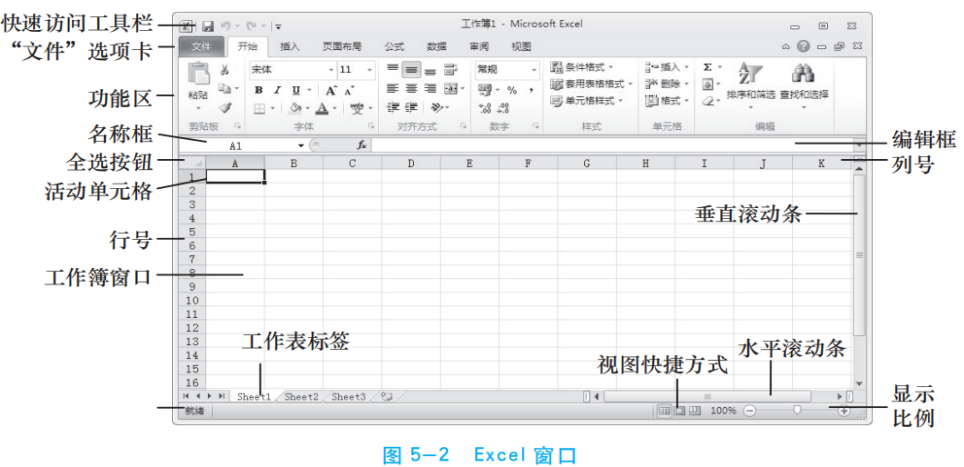 快速访问工具栏
工作簿1 - Microsoft Excel
“文件”选项卡
文件 开始 插入 页面布局 公式 数据 审阅 视图
功能区
粘贴
宋体 11
B I U
A A
A
常规
% ,
条件格式
套用表格格式
单元格样式
插入
删除
格式
Σ
排序和筛选 查找和选择
剪贴板 字体 对齐方式 数字 样式 单元格 编辑
名称框
A1
fx
编辑框
全选按钮
A B C D E F G H I J K
列号
活动单元格
1
2
3
4
垂直滚动条
行号
5
6
7
工作簿窗口
8
9
10
11
12
13
工作表标签
14
15
16
视图快捷方式
水平滚动条
Sheet1 Sheet2 Sheet3
就绪
100%
显示
比例
图 5-2 Excel 窗口